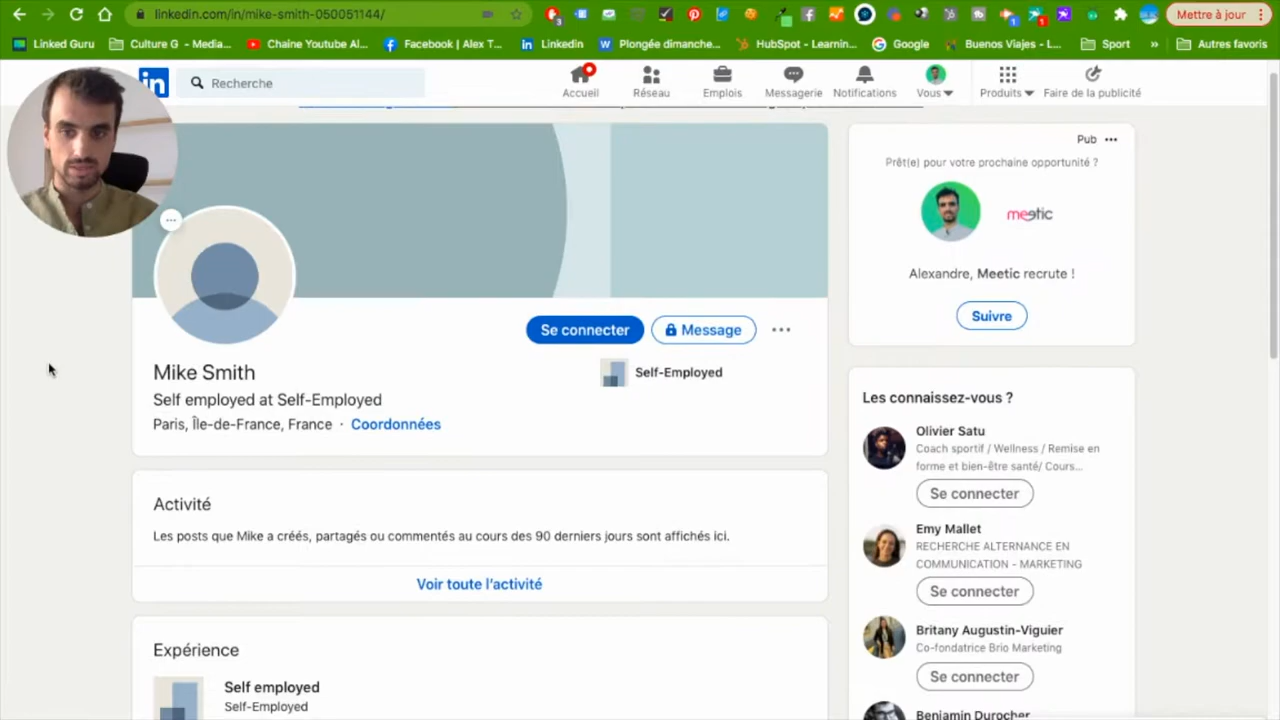 linkedin.com/in/mike-smith-050051144/
Mettre à jour
Linked Guru
Culture G - Media...
Chaine Youtube Al...
Facebook | Alex T...
Linkedin
Plongée dimanche...
HubSpot - Learnin...
Google
Buenos Viajes - L...
Sport
»
Autres favoris
in
Recherche
Accueil
Réseau
Emplois
Messagerie
Notifications
Vous
Produits
Faire de la publicité
Pub
Prêt(e) pour votre prochaine opportunité ?
meetic
Alexandre, Meetic recrute !
Suivre
Se connecter
Message
Mike Smith
Self-Employed
Self employed at Self-Employed
Paris, Île-de-France, France · Coordonnées
Activité
Les posts que Mike a créés, partagés ou commentés au cours des 90 derniers jours sont affichés ici.
Voir toute l'activité
Expérience
Self employed
Self-Employed
Les connaissez-vous ?
Olivier Satu
Coach sportif / Wellness / Remise en
forme et bien-être santé/ Cours...
Se connecter
Emy Mallet
RECHERCHE ALTERNANCE EN
COMMUNICATION - MARKETING
Se connecter
Britany Augustin-Viguier
Co-fondatrice Brio Marketing
Se connecter
Benjamin Durocher